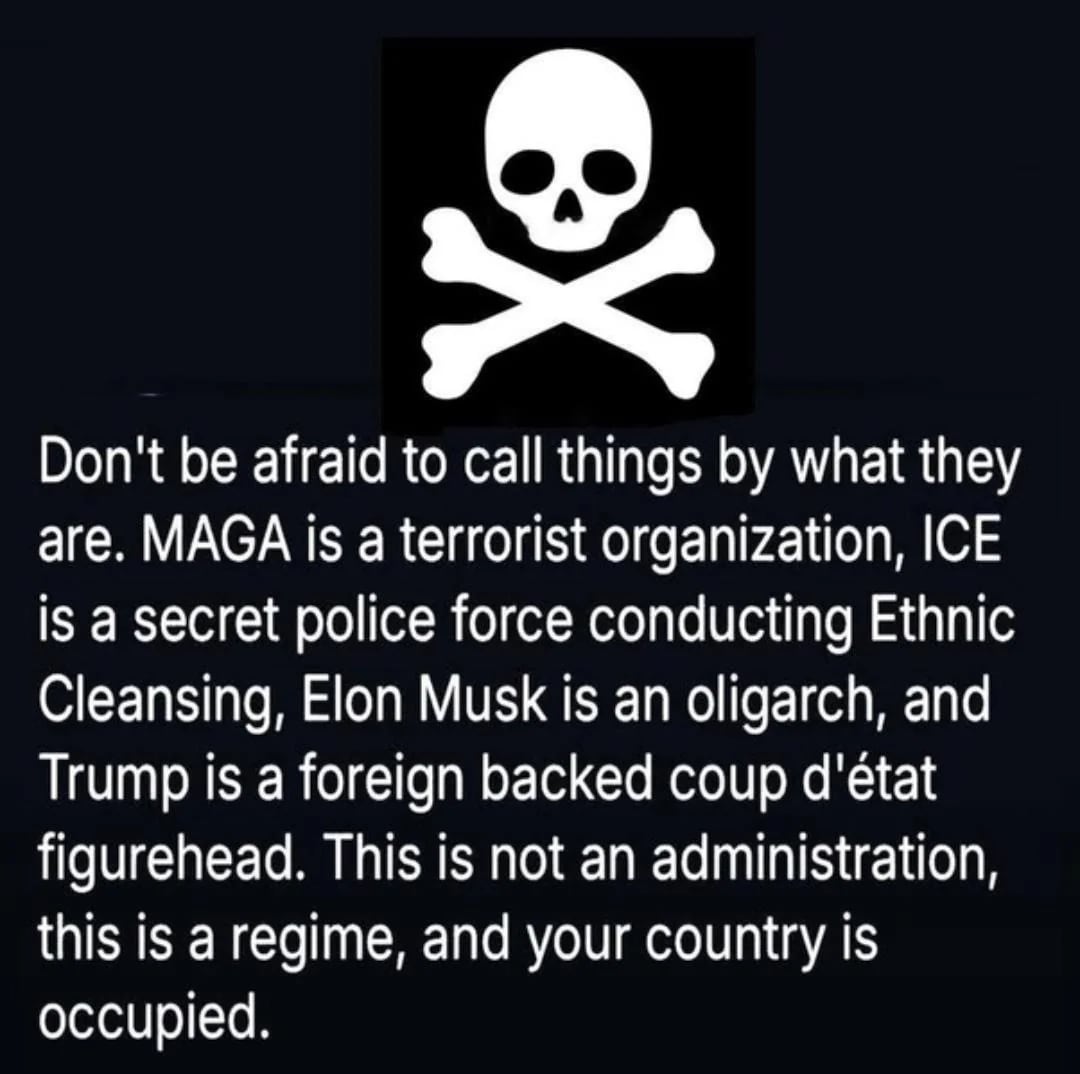 Don't be afraid to call things by what they
are. MAGA is a terrorist organization, ICE
is a secret police force conducting Ethnic
Cleansing, Elon Musk is an oligarch, and
Trump is a foreign backed coup d'état
figurehead. This is not an administration,
this is a regime, and your country is
occupied.